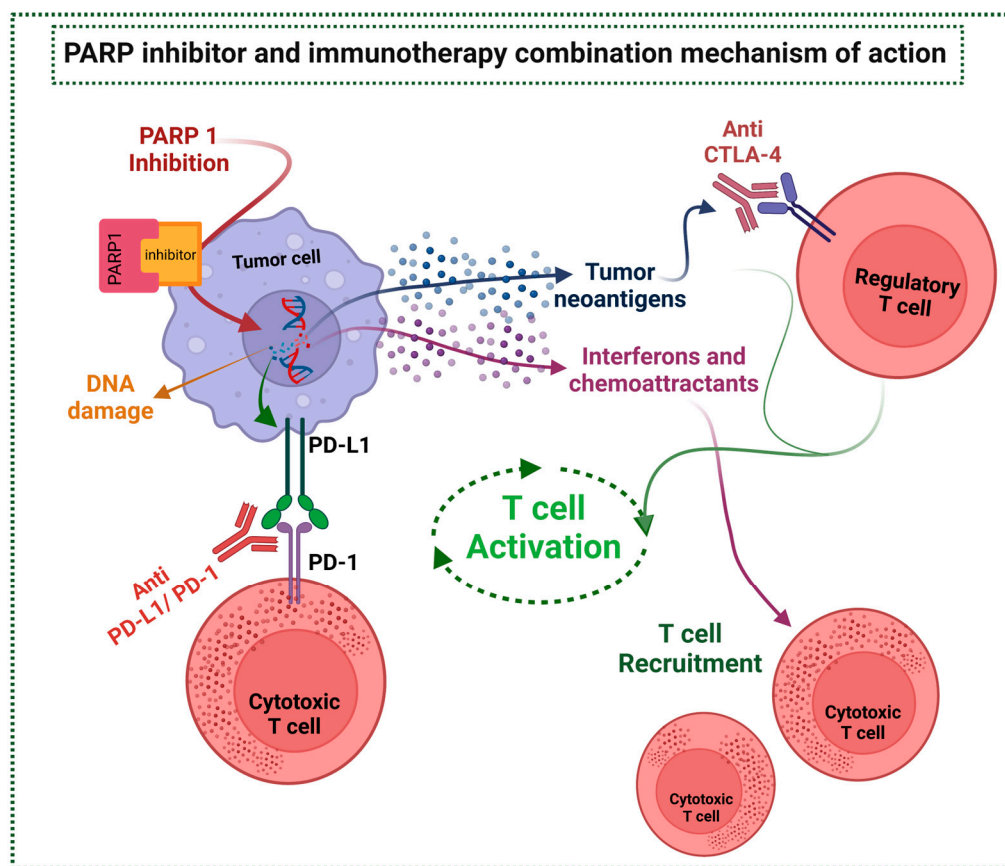 PARP inhibitor and immunotherapy combination mechanism of action
PARP 1
Inhibition
PARP1
inhibitor
Tumor cell
DNA
damage
PD-L1
PD-1
Anti
PD-L1/ PD-1
Cytotoxic
T cell
Tumor
neoantigens
Interferons and
chemoattractants
Anti
CTLA-4
Regulatory
T cell
T cell
Activation
T cell
Recruitment
Cytotoxic
T cell
Cytotoxic
T cell